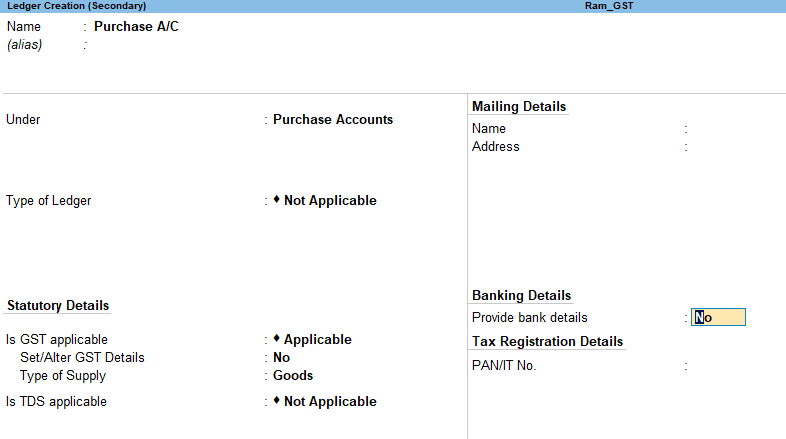 Ledger Creation (Secondary) Ram_GST
Name : Purchase A/C
(alias) :
Under : Purchase Accounts
Type of Ledger : ♦ Not Applicable
Statutory Details
Is GST applicable : ♦ Applicable
Set/Alter GST Details : No
Type of Supply : Goods
Is TDS applicable : ♦ Not Applicable
Mailing Details
Name :
Address :
Banking Details
Provide bank details : No
Tax Registration Details
PAN/IT No. :